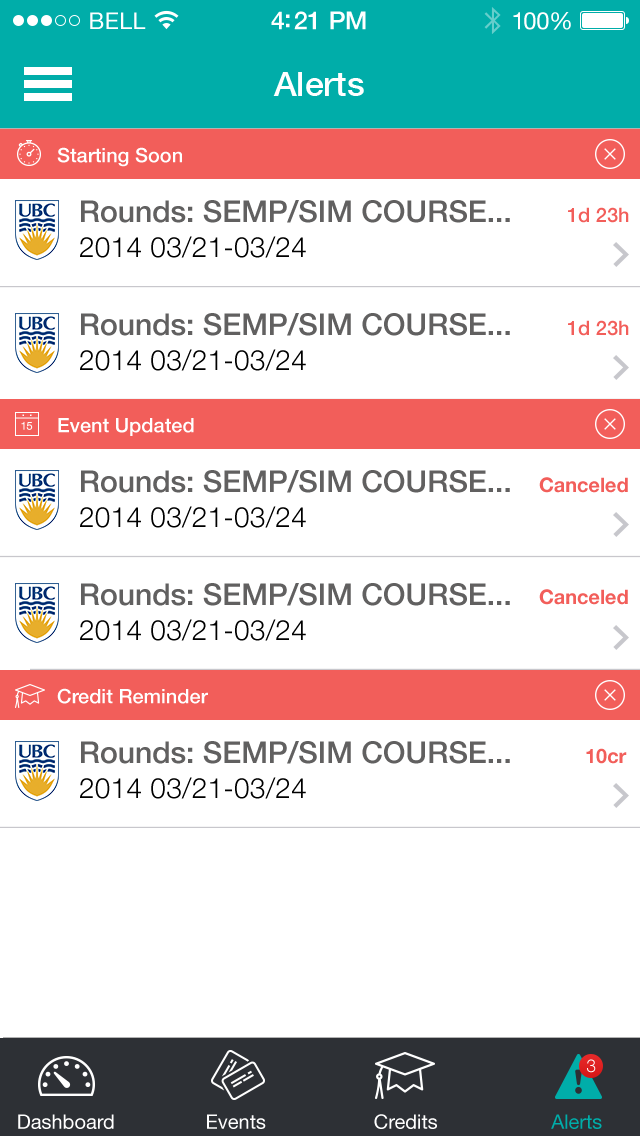 BELL 4:21 PM 100%
Alerts
Starting Soon
UBC Rounds: SEMP/SIM COURSE... 1d 23h
2014 03/21-03/24
UBC Rounds: SEMP/SIM COURSE... 1d 23h
2014 03/21-03/24
15 Event Updated
UBC Rounds: SEMP/SIM COURSE... Canceled
2014 03/21-03/24
UBC Rounds: SEMP/SIM COURSE... Canceled
2014 03/21-03/24
Credit Reminder
UBC Rounds: SEMP/SIM COURSE... 10cr
2014 03/21-03/24
3
Dashboard Events Credits Alerts